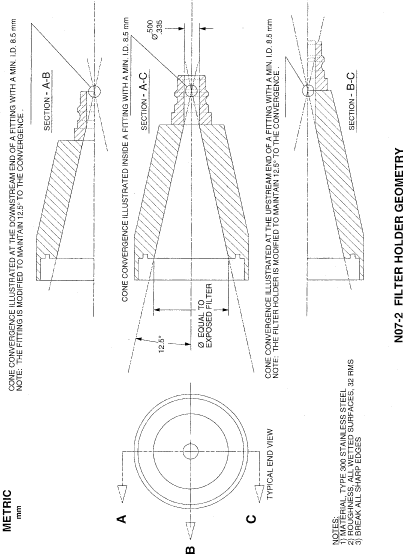 METRIC
mm
CONE CONVERGENCE ILLUSTRATED AT THE DOWNSTREAM END OF A FITTING WITH A MIN. I.D. 8.5 mm
NOTE: THE FITTINGS IS MODIFIED TO MAINTAIN 12.5° TO THE CONVERGENCE.
SECTION - A-B
CONE CONVERGENCE ILLUSTRATED INSIDE A FITTING WITH A MIN. I.D. 8.5 mm
SECTION - A-C
Ø .500
.335
12.5°
Ø EQUAL TO
EXPOSED FILTER
CONE CONVERGENCE ILLUSTRATED AT THE UPSTREAM END OF A FITTING WITH A MIN. I.D. 8.5 mm
NOTE: THE FILTER HOLDER IS MODIFIED TO MAINTAIN 12.5° TO THE CONVERGENCE
SECTION - B-C
A
B
C
TYPICAL END VIEW
NOTES:
1) MATERIAL, TYPE 300 STAINLESS STEEL
2) ROUGHNESS, ALL WETTED SURFACES, 32 RMS
3) BREAK ALL SHARP EDGES
N07-2 FILTER HOLDER GEOMETRY